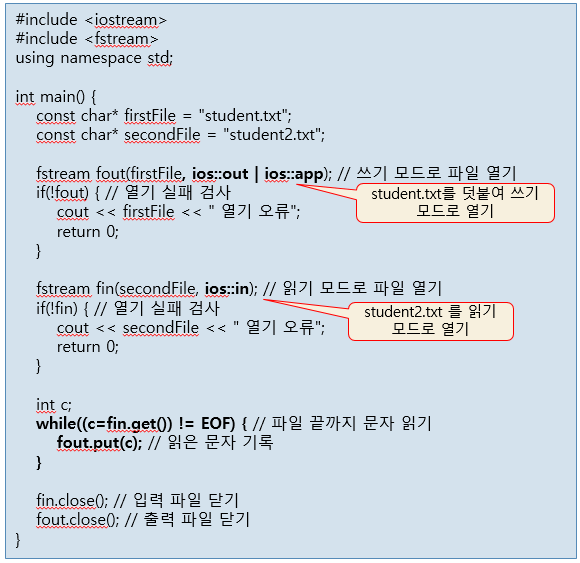 #include <iostream>
#include <fstream>
using namespace std;
int main() {
const char* firstFile = "student.txt";
const char* secondFile = "student2.txt";
fstream fout(firstFile, ios::out | ios::app); // 쓰기 모드로 파일 열기
if(!fout) { // 열기 실패 검사
cout << firstFile << " 열기 오류";
return 0;
}
student.txt를 덧붙여 쓰기
모드로 열기
fstream fin(secondFile, ios::in); // 읽기 모드로 파일 열기
if(!fin) { // 열기 실패 검사
cout << secondFile << " 열기 오류";
return 0;
}
student2.txt 를 읽기
모드로 열기
int c;
while((c=fin.get()) != EOF) { // 파일 끝까지 문자 읽기
fout.put(c); // 읽은 문자 기록
}
fin.close(); // 입력 파일 닫기
fout.close(); // 출력 파일 닫기
}